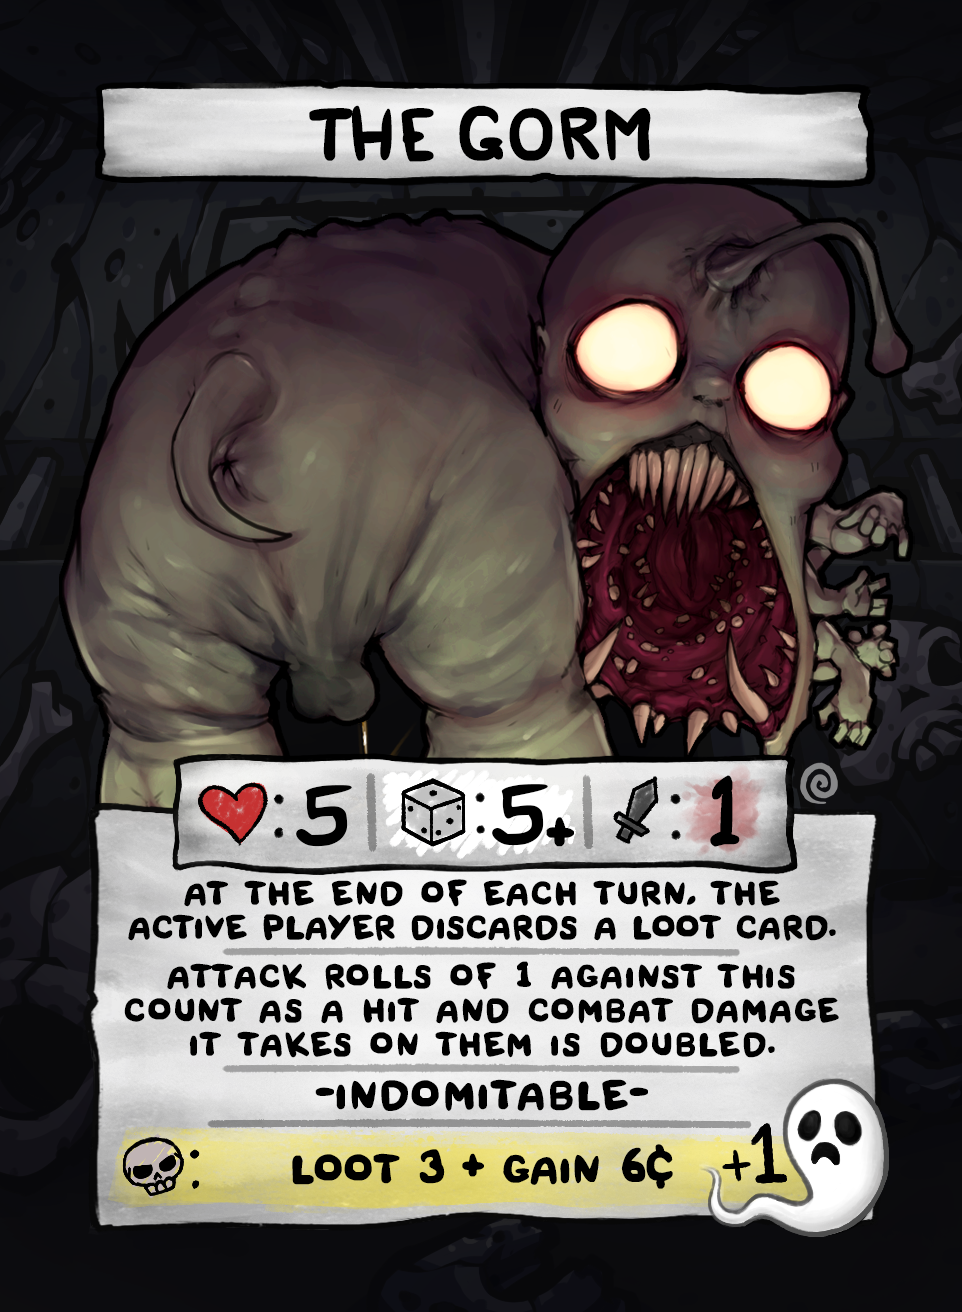 THE GORM
: 5 : 5+ : 1
AT THE END OF EACH TURN, THE
ACTIVE PLAYER DISCARDS A LOOT CARD.
ATTACK ROLLS OF 1 AGAINST THIS
COUNT AS A HIT AND COMBAT DAMAGE
IT TAKES ON THEM IS DOUBLED.
-INDOMITABLE-
: LOOT 3 + GAIN 6¢ +1